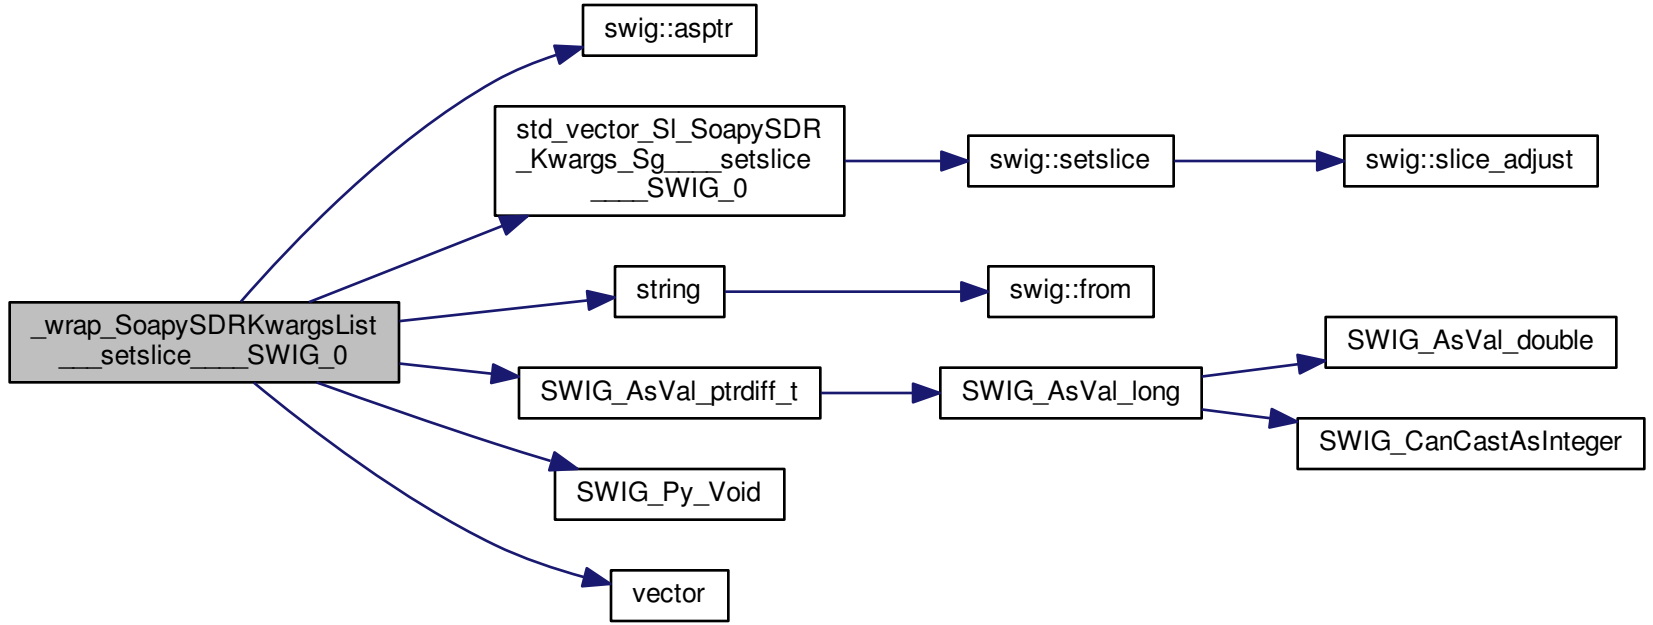 swig::asptr
std_vector_Sl_SoapySDR
_Kwargs_Sg____setslice
____SWIG_0
swig::setslice
swig::slice_adjust
string
swig::from
_wrap_SoapySDRKwargsList
___setslice____SWIG_0
SWIG_AsVal_ptrdiff_t
SWIG_AsVal_long
SWIG_AsVal_double
SWIG_CanCastAsInteger
SWIG_Py_Void
vector